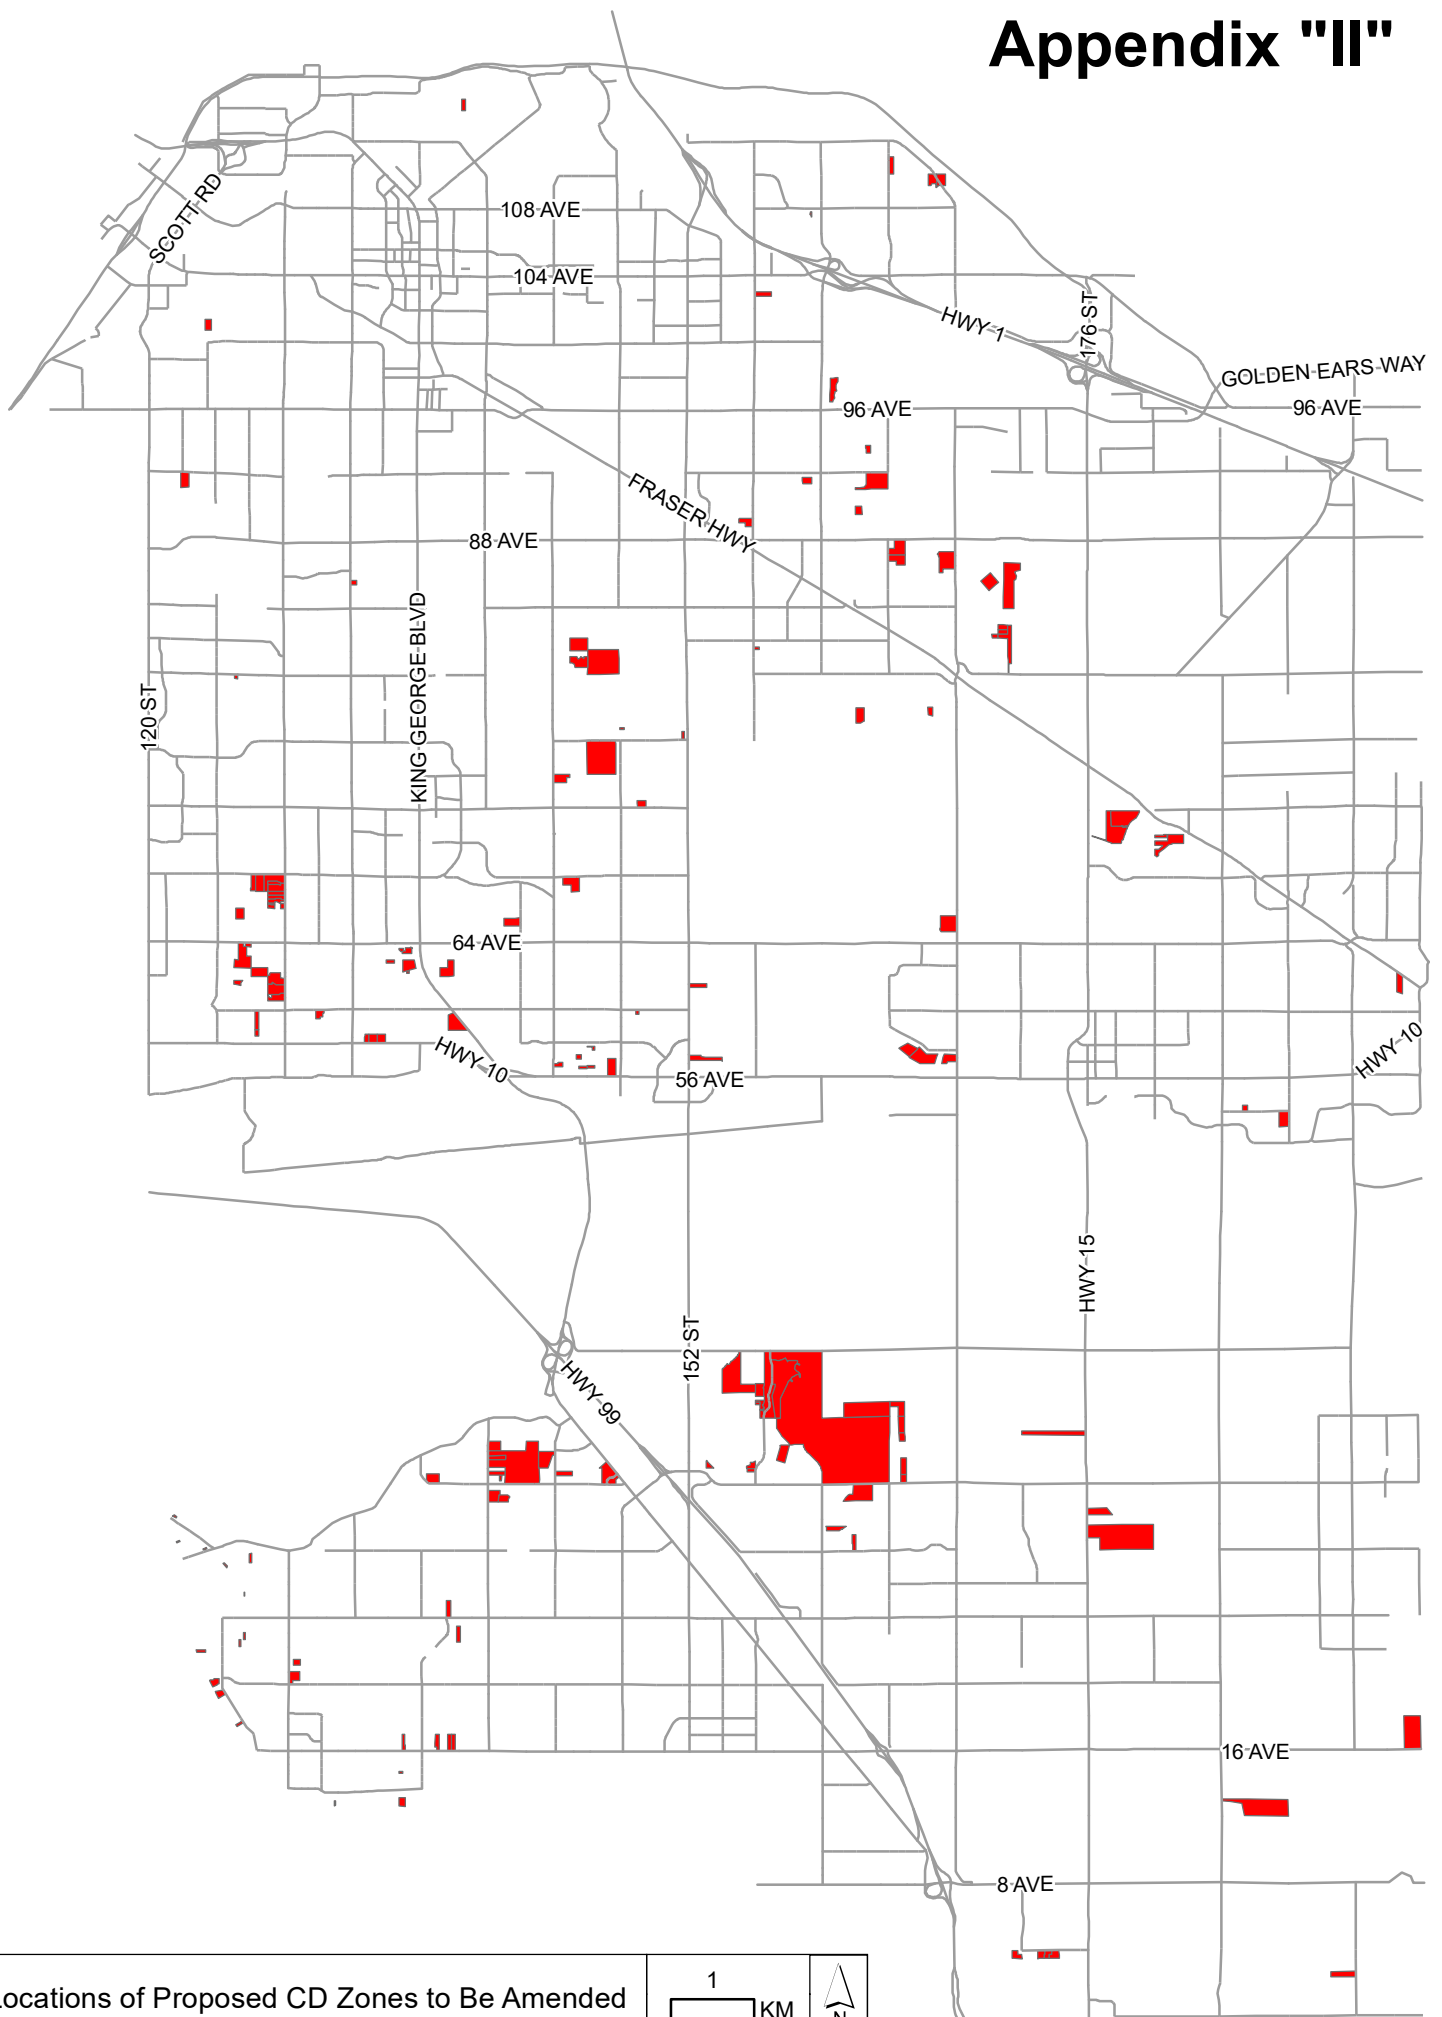 Appendix "II"
SCOTT RD
108 AVE
104 AVE
HWY 1
176 ST
GOLDEN EARS WAY
96 AVE
96 AVE
FRASER HWY
88 AVE
KING GEORGE BLVD
120 ST
64 AVE
HWY 10
56 AVE
HWY 10
HWY 15
152 ST
HWY 99
16 AVE
8 AVE
ocations of Proposed CD Zones to Be Amended
1
KM
N